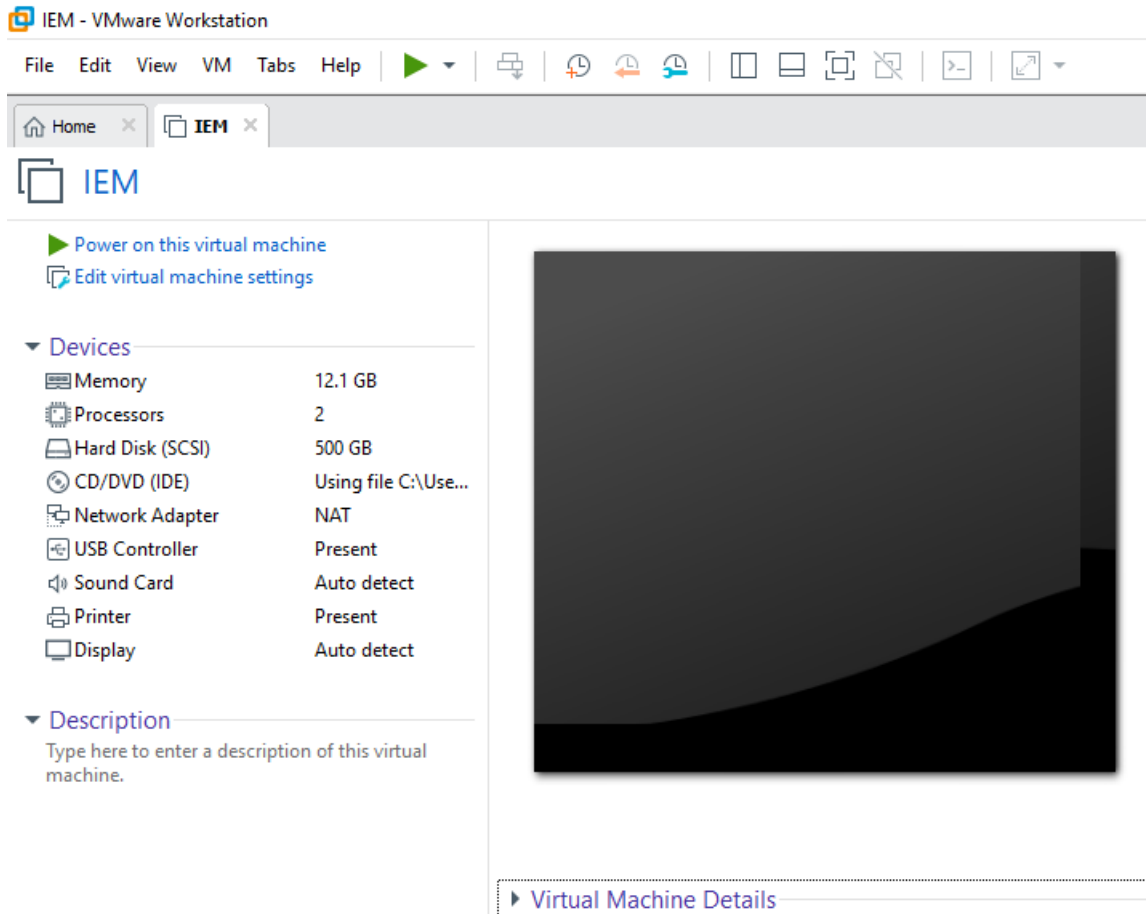 IEM - VMware Workstation
File Edit View VM Tabs Help
Home
IEM
IEM
Power on this virtual machine
Edit virtual machine settings
Devices
Memory 12.1 GB
Processors 2
Hard Disk (SCSI) 500 GB
CD/DVD (IDE) Using file C:\Use...
Network Adapter NAT
USB Controller Present
Sound Card Auto detect
Printer Present
Display Auto detect
Description
Type here to enter a description of this virtual
machine.
Virtual Machine Details